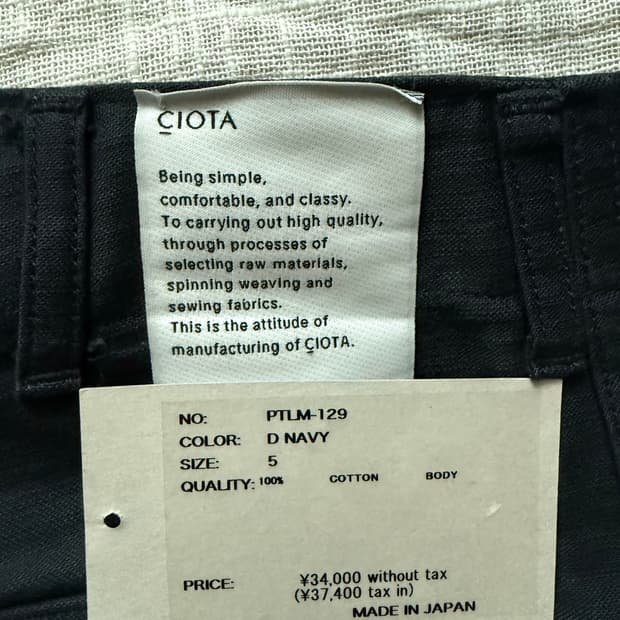 ÇIOTA
Being simple,
comfortable, and classy.
To carrying out high quality,
through processes of
selecting raw materials,
spinning weaving and
sewing fabrics.
This is the attitude of
manufacturing of ÇIOTA.
NO: PTLM-129
COLOR: D NAVY
SIZE: 5
QUALITY: 100% COTTON BODY
PRICE: ¥34,000 without tax
(¥37,400 tax in)
MADE IN JAPAN